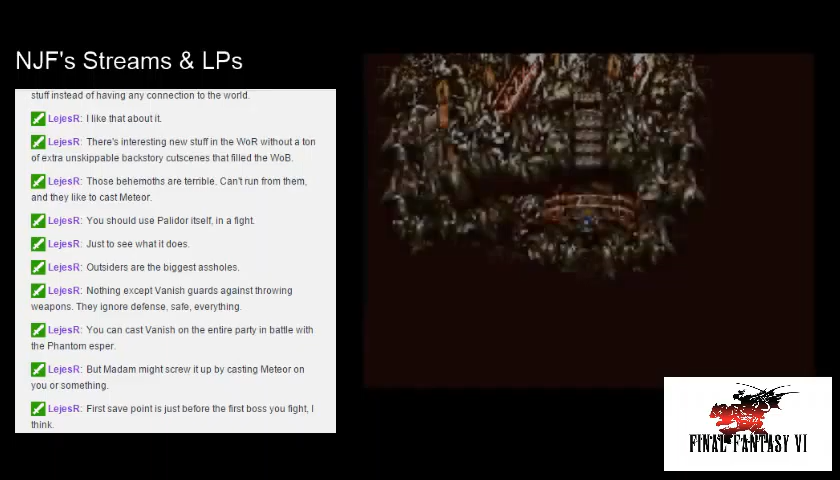 NJF's Streams & LPs
stuff instead of having any connection to the world.
LejesR: I like that about it.
LejesR: There's interesting new stuff in the WoR without a ton
of extra unskippable backstory cutscenes that filled the WoB.
LejesR: Those behemoths are terrible. Can't run from them,
and they like to cast Meteor.
LejesR: You should use Palidor itself, in a fight.
LejesR: Just to see what it does.
LejesR: Outsiders are the biggest assholes.
LejesR: Nothing except Vanish guards against throwing
weapons. They ignore defense, safe, everything.
LejesR: You can cast Vanish on the entire party in battle with
the Phantom esper.
LejesR: But Madam might screw it up by casting Meteor on
you or something.
LejesR: First save point is just before the first boss you fight, I
think.
FINAL FANTASY VI